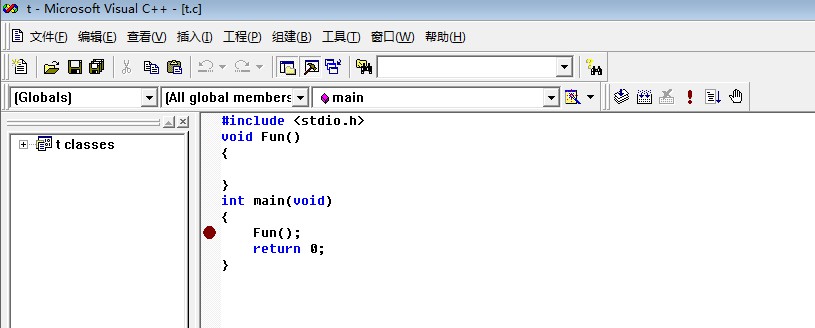 t - Microsoft Visual C++ - [t.c]
文件(F) 编辑(E) 查看(V) 插入(I) 工程(P) 组建(B) 工具(T) 窗口(W) 帮助(H)
(Globals) (All global members main
t classes
#include <stdio.h>
void Fun()
{
}
int main(void)
{
Fun();
return 0;
}